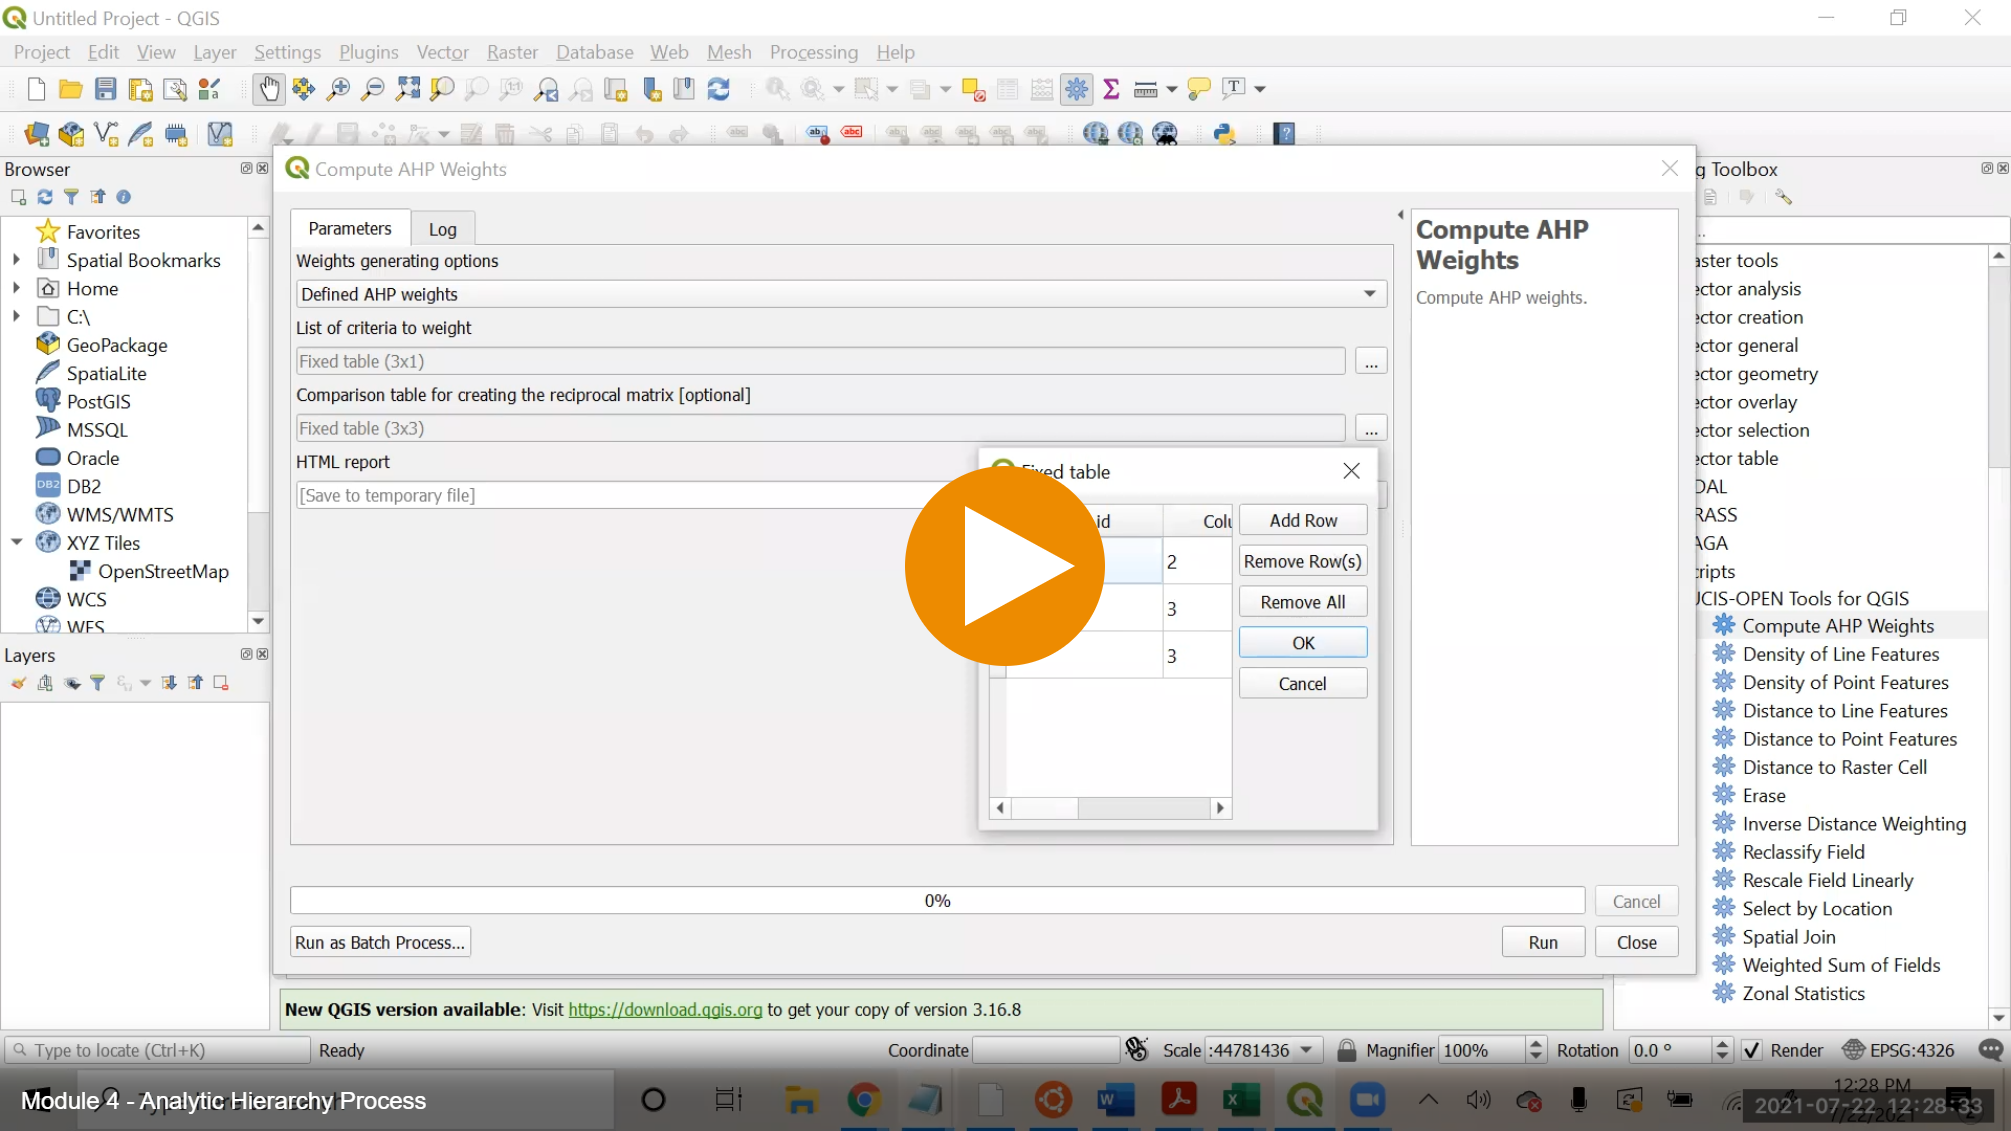 Untitled Project - QGIS
Project Edit View Layer Settings Plugins Vector Raster Database Web Mesh Processing Help
Browser
Favorites
Spatial Bookmarks
Home
C:\
GeoPackage
SpatiaLite
PostGIS
MSSQL
Oracle
DB2
WMS/WMTS
XYZ Tiles
OpenStreetMap
WCS
WFS
Layers
Compute AHP Weights
Parameters
Log
Weights generating options
Defined AHP weights
List of criteria to weight
Fixed table (3x1)
...
Comparison table for creating the reciprocal matrix [optional]
Fixed table (3x3)
...
HTML report
[Save to temporary file]
Fixed table
id
Colu
2
3
3
Add Row
Remove Row(s)
Remove All
OK
Cancel
Compute AHP
Weights
Compute AHP weights.
0%
Cancel
Run as Batch Process...
Run
Close
g Toolbox
..
aster tools
ector analysis
ector creation
ector general
ector geometry
ector overlay
ector selection
ector table
DAL
RASS
AGA
cripts
UCIS-OPEN Tools for QGIS
Compute AHP Weights
Density of Line Features
Density of Point Features
Distance to Line Features
Distance to Point Features
Distance to Raster Cell
Erase
Inverse Distance Weighting
Reclassify Field
Rescale Field Linearly
Select by Location
Spatial Join
Weighted Sum of Fields
Zonal Statistics
New QGIS version available: Visit https://download.qgis.org to get your copy of version 3.16.8
Type to locate (Ctrl+K)
Ready
Coordinate
Scale :44781436
Magnifier 100%
Rotation 0.0 °
Render
EPSG:4326
Module 4 - Analytic Hierarchy Process
12:28 PM
2021-07-22 12:28:33